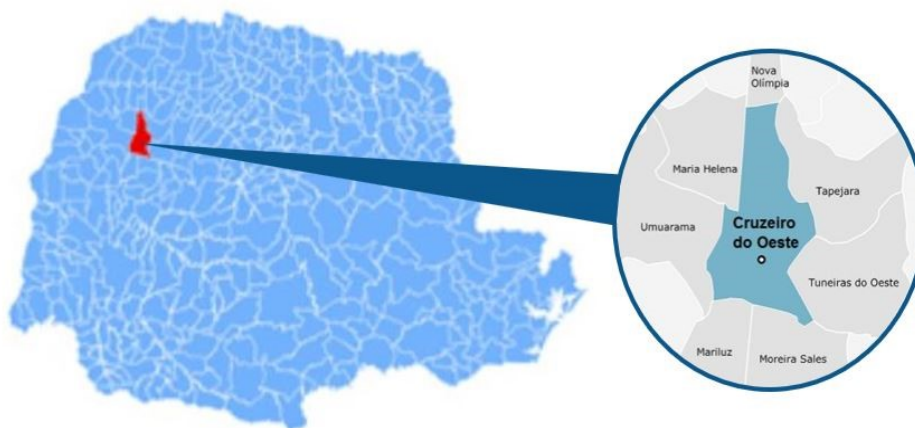 Nova
Olímpia
Maria Helena
Tapejara
Umuarama
Cruzeiro
do Oeste
Tuneiras do Oeste
Mariluz
Moreira Sales